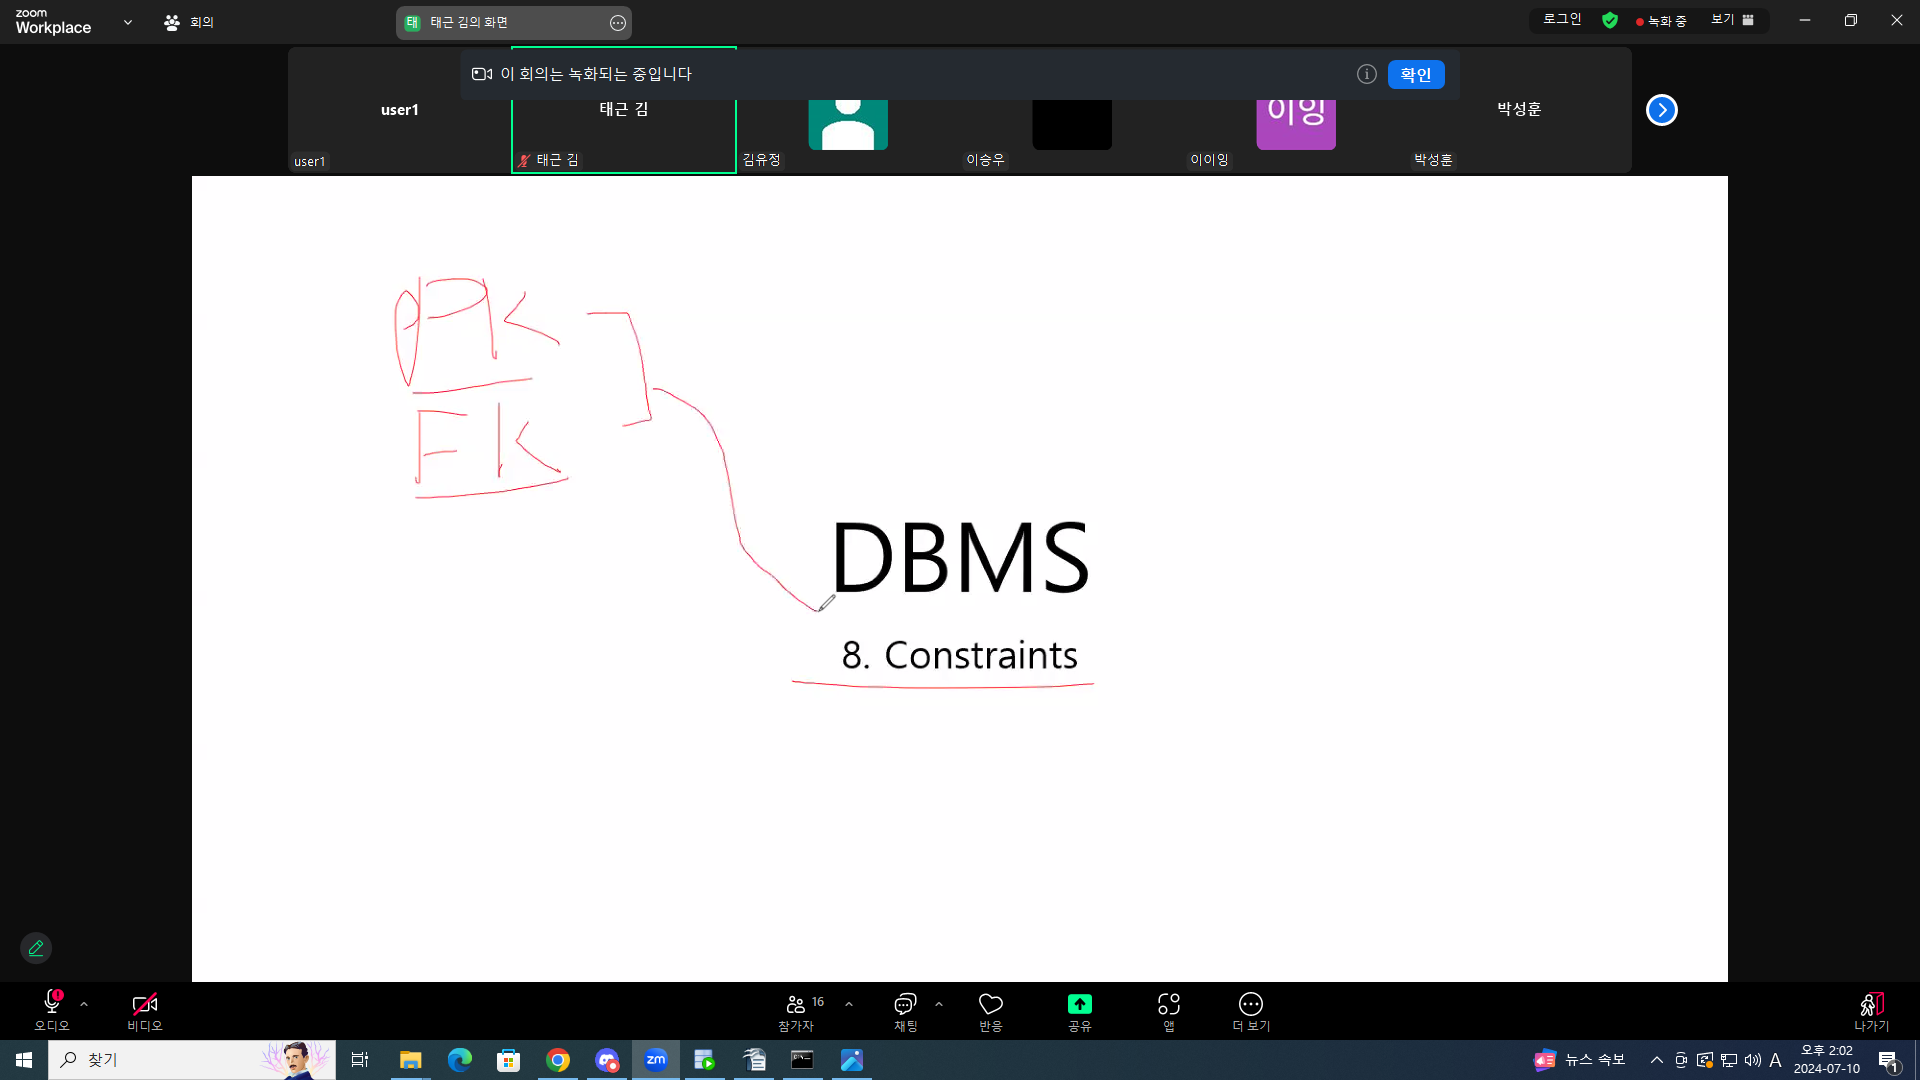 zoom
Workplace
회의
태 태근 김의 화면
로그인
녹화 중
보기
이 회의는 녹화되는 중입니다
확인
user1
태근 김
이잉
박성훈
user1
태근 김
김유정
이승우
이이잉
박성훈
PK
FK
DBMS
8. Constraints
오디오
비디오
참가자
16
채팅
반응
공유
앱
더 보기
나가기
찾기
zm
뉴스 속보
A
오후 2:02
2024-07-10
1